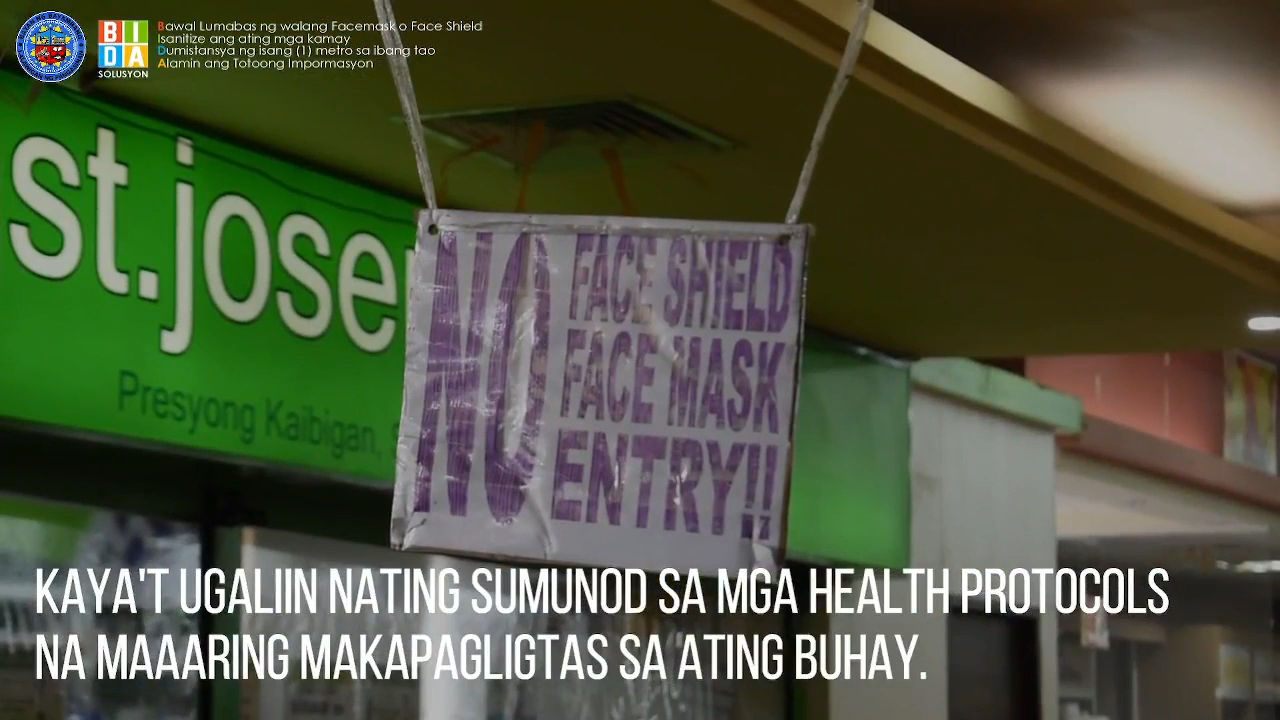 BIDA
SOLUSYON
Bawal Lumabas ng walang Facemask o Face Shield
Isanitize ang ating mga kamay
Dumistansya ng isang (1) metro sa ibang tao
Alamin ang Totoong Impormasyon
st.jose
Presyong Kaibigan,
NO
FACE SHIELD
FACE MASK
ENTRY!!
KAYA'T UGALIIN NATING SUMUNOD SA MGA HEALTH PROTOCOLS
NA MAAARING MAKAPAGLIGTAS SA ATING BUHAY.